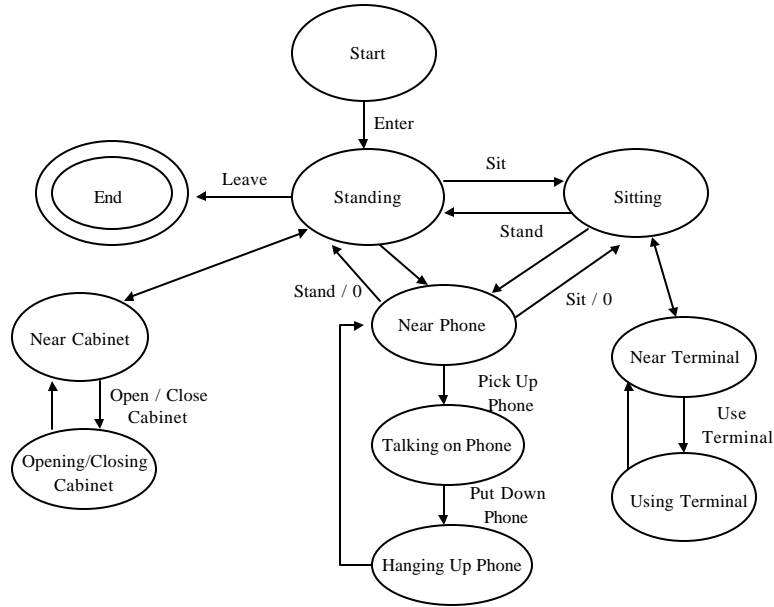 Start
Enter
End
Leave
Standing
Sit
Sitting
Stand
Stand / 0
Near Phone
Sit / 0
Near Cabinet
Near Terminal
Open / Close
Cabinet
Pick Up
Phone
Use
Terminal
Talking on Phone
Opening/Closing
Cabinet
Put Down
Phone
Using Terminal
Hanging Up Phone